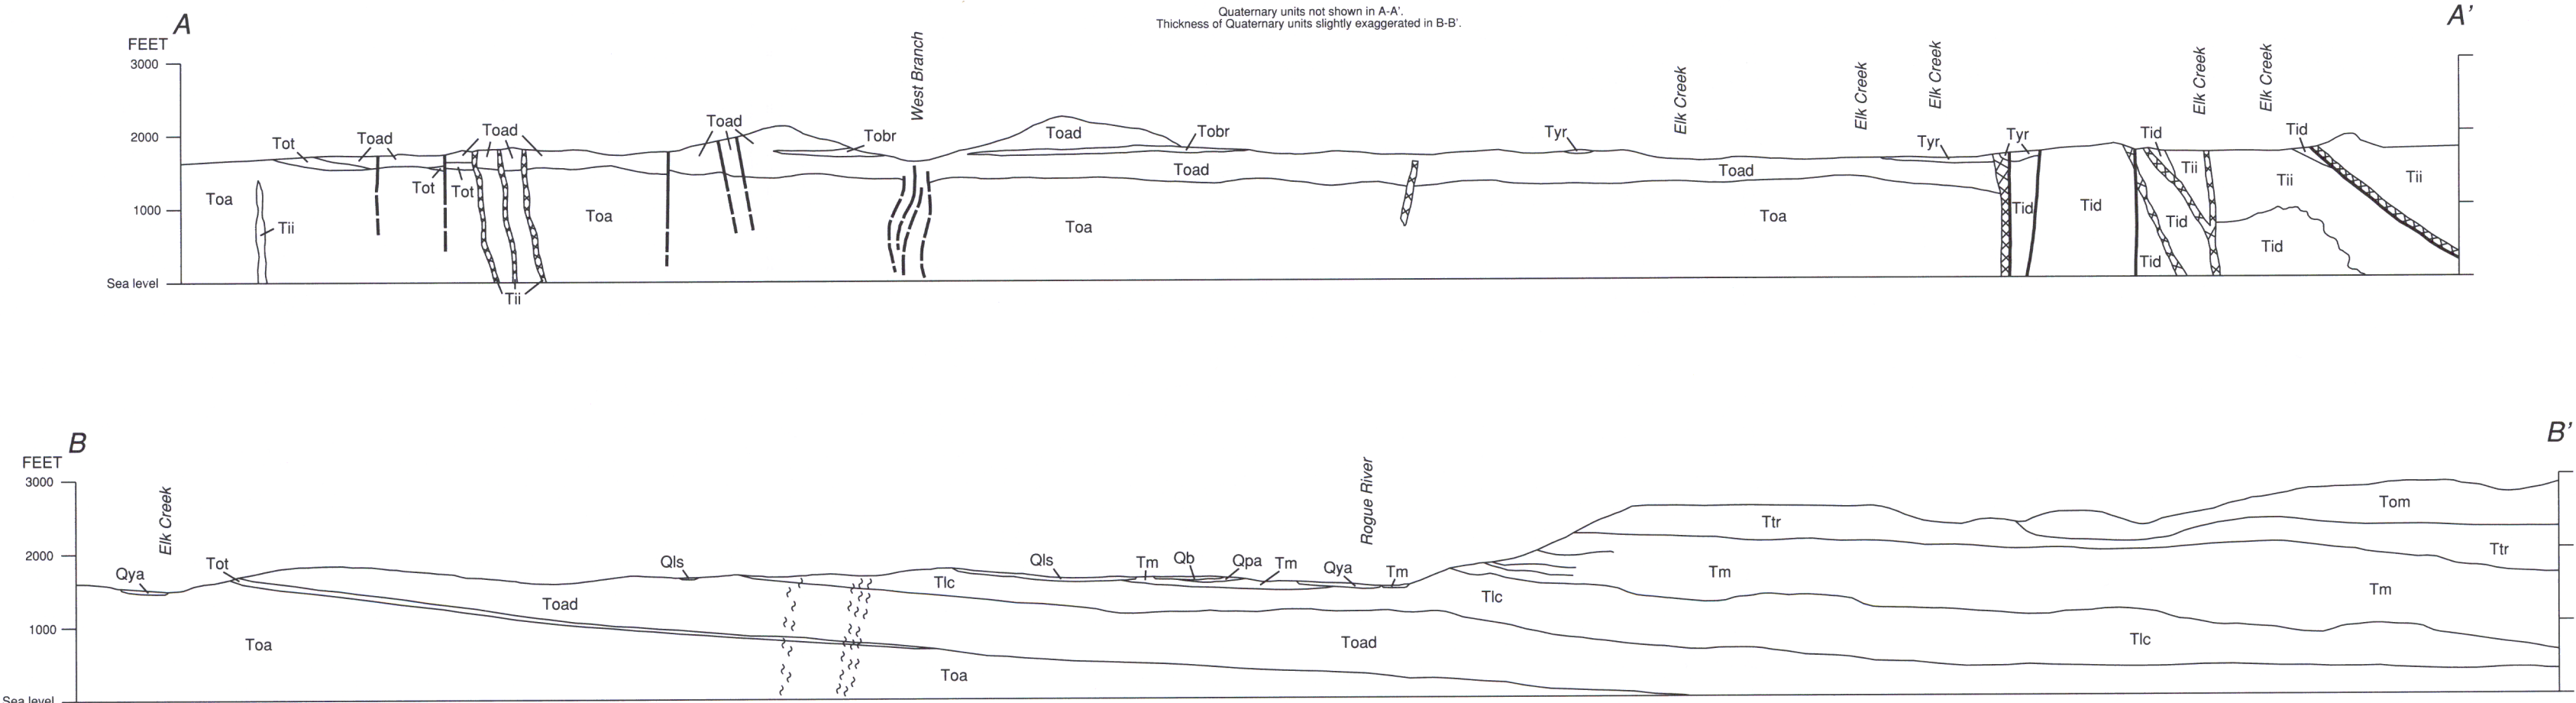 Quaternary units not shown in A-A'.
Thickness of Quaternary units slightly exaggerated in B-B'.
A
A'
FEET
3000
2000
1000
Sea level
West Branch
Elk Creek
Elk Creek
Elk Creek
Elk Creek
Elk Creek
Tot
Toad
Toad
Toad
Tobr
Toad
Tobr
Tyr
Tyr
Tyr
Tid
Tid
Toa
Tii
Tot
Tot
Toa
Toa
Toad
Toad
Toa
Tid
Tid
Tii
Tid
Tid
Tii
Tid
Tii
Tii
B
B'
FEET
3000
2000
1000
Sea level
Elk Creek
Rogue River
Qya
Tot
Qls
Qls
Tm
Qb
Qpa
Tm
Qya
Tm
Ttr
Tom
Ttr
Toad
Tlc
Tlc
Tm
Tm
Toa
Toad
Tlc
Toa